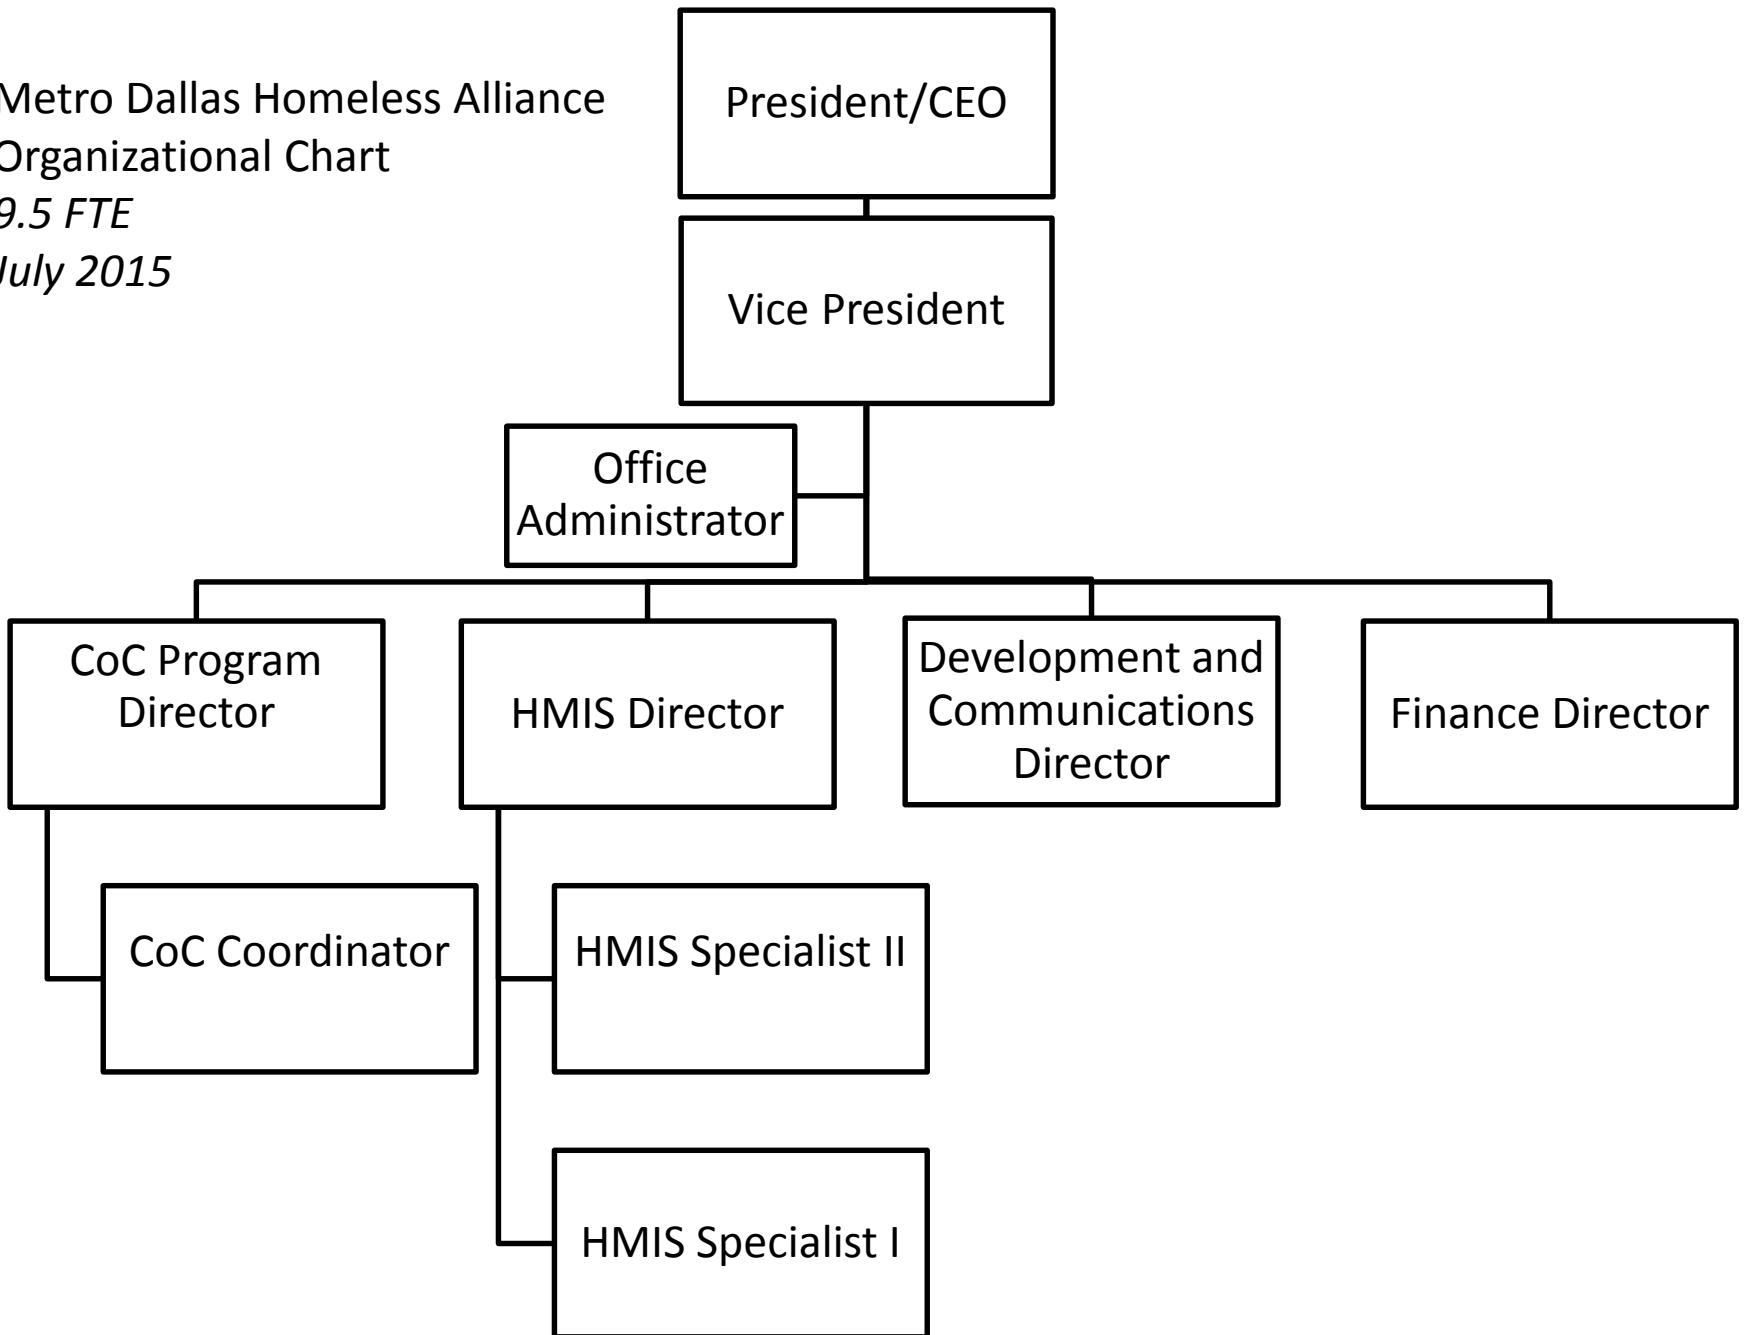 Metro Dallas Homeless Alliance
Organizational Chart
9.5 FTE
July 2015
President/CEO
Vice President
Office
Administrator
CoC Program
Director
HMIS Director
Development and
Communications
Director
Finance Director
CoC Coordinator
HMIS Specialist II
HMIS Specialist I